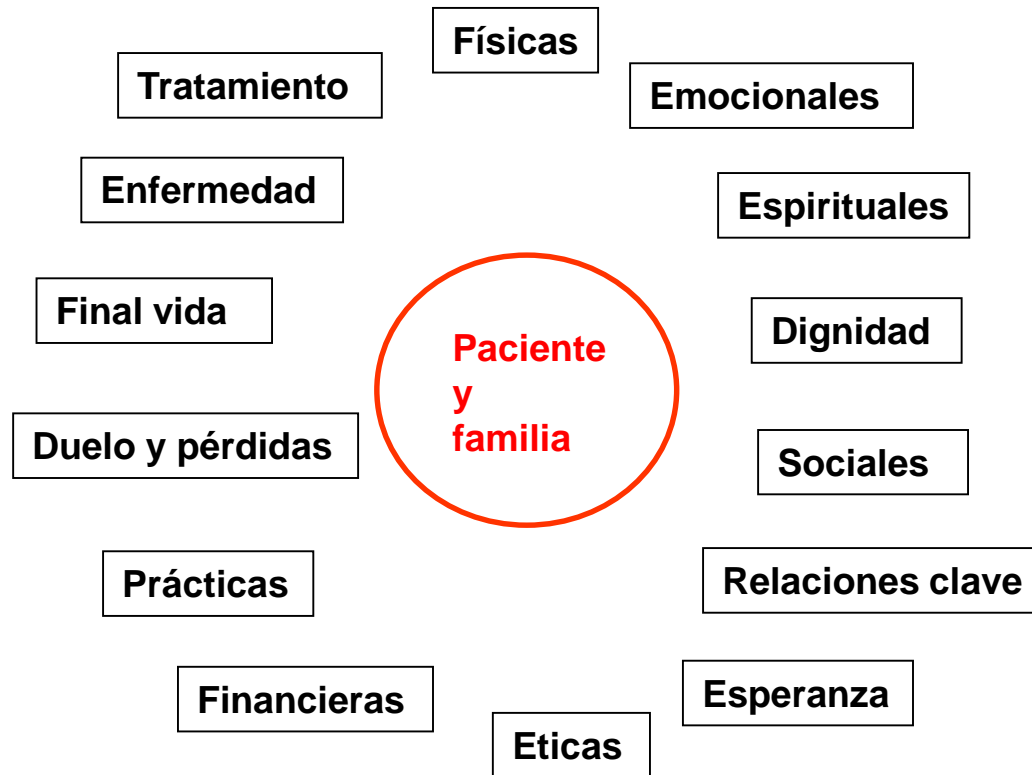 Físicas
Tratamiento
Emocionales
Enfermedad
Espirituales
Final vida
Dignidad
Paciente
y
familia
Duelo y pérdidas
Sociales
Prácticas
Relaciones clave
Financieras
Esperanza
Eticas